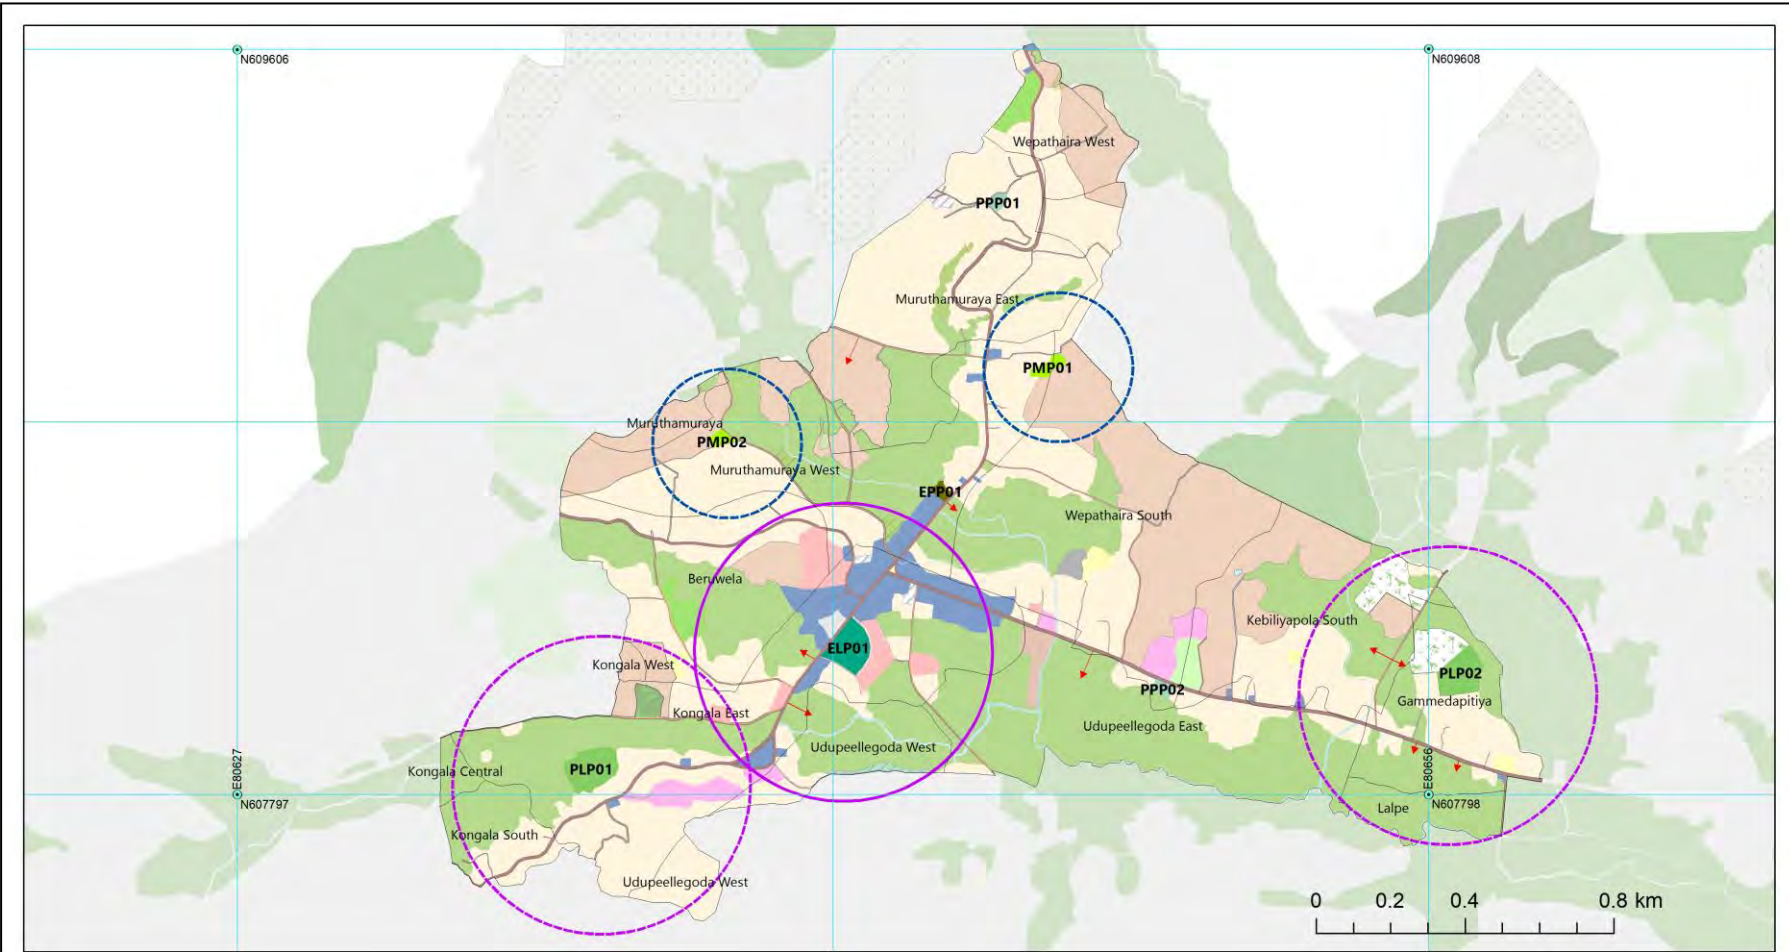 N609606
N609608
Wepathaira West
PPP01
Muruthamuraya East
PMP01
Muruthamuraya
PMP02
Muruthamuraya West
EPP01
Wepathaira South
Beruwela
Kebiliyapola South
ELP01
Kongala West
PLP02
PPP02
Gammedapitiya
Kongala East
Udupeellegoda East
Udupeellegoda West
PLP01
Kongala Central
E80627
E80656
N607797
N607798
Lalpe
Kongala South
Udupeellegoda West
0 0.2 0.4 0.8 km